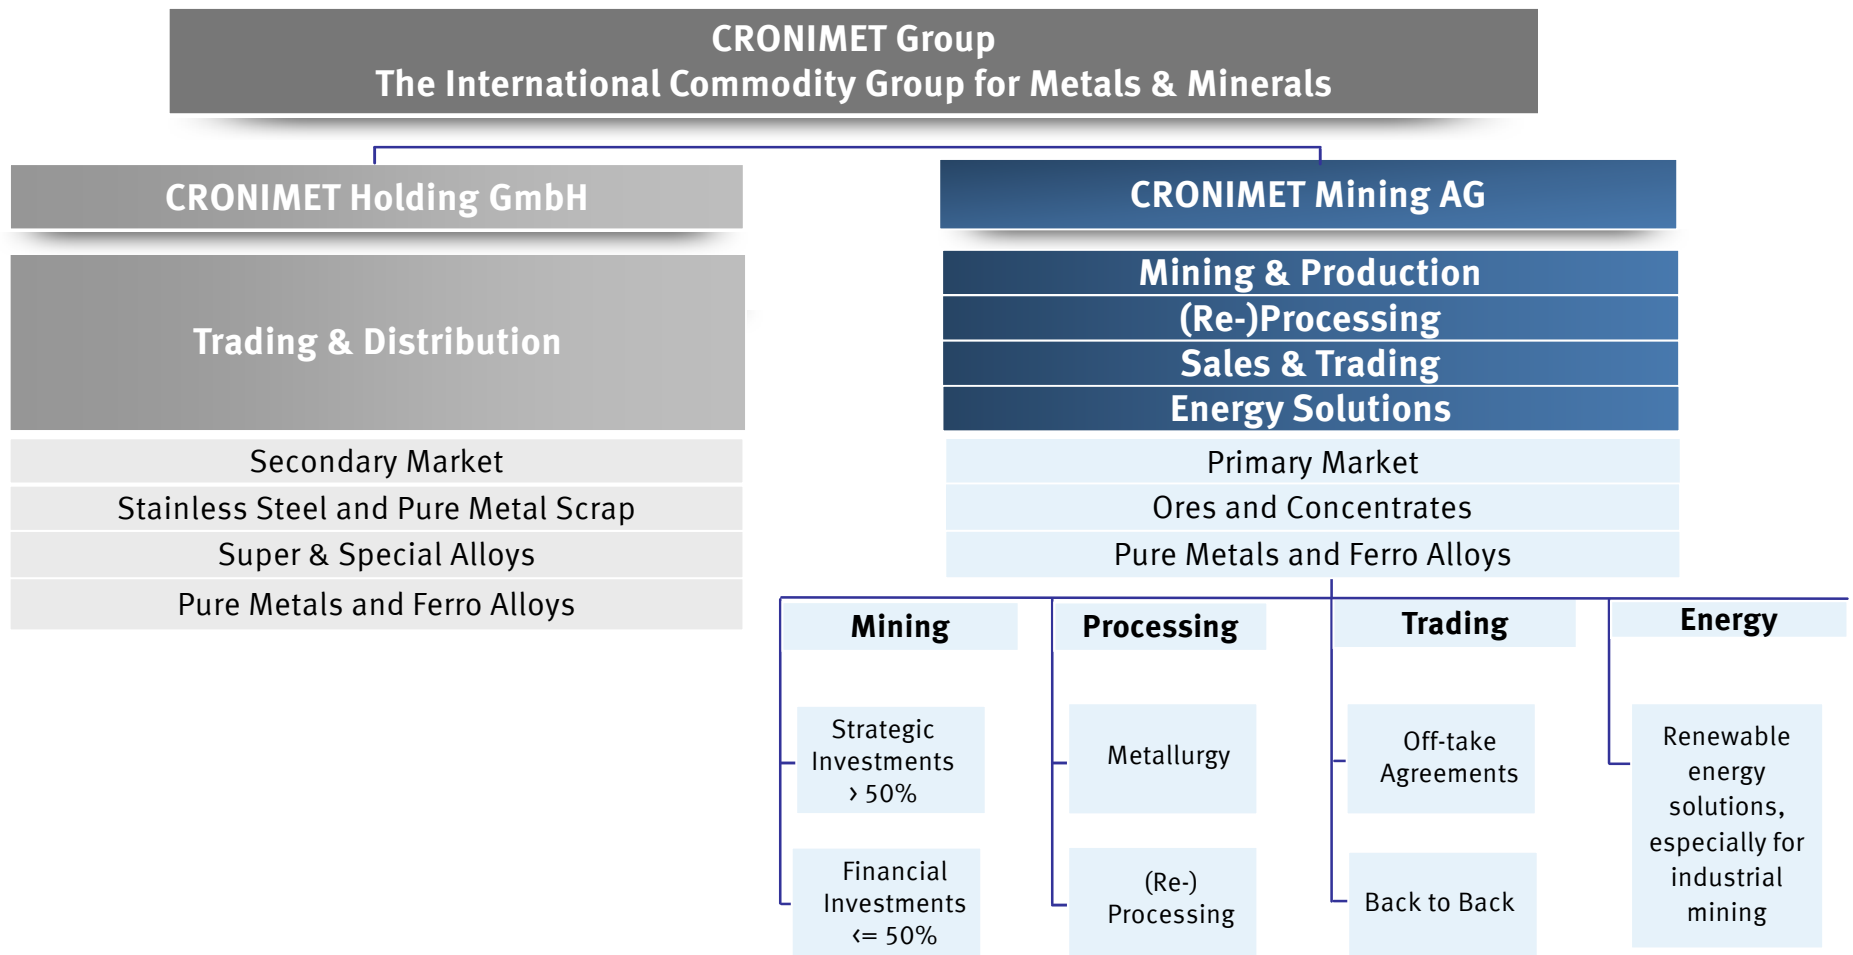 CRONIMET Group
The International Commodity Group for Metals & Minerals
CRONIMET Holding GmbH
Trading & Distribution
Secondary Market
Stainless Steel and Pure Metal Scrap
Super & Special Alloys
Pure Metals and Ferro Alloys
CRONIMET Mining AG
Mining & Production
(Re-)Processing
Sales & Trading
Energy Solutions
Primary Market
Ores and Concentrates
Pure Metals and Ferro Alloys
Mining
Strategic
Investments
> 50%
Financial
Investments
<= 50%
Processing
Metallurgy
(Re-)
Processing
Trading
Off-take
Agreements
Back to Back
Energy
Renewable
energy
solutions,
especially for
industrial
mining